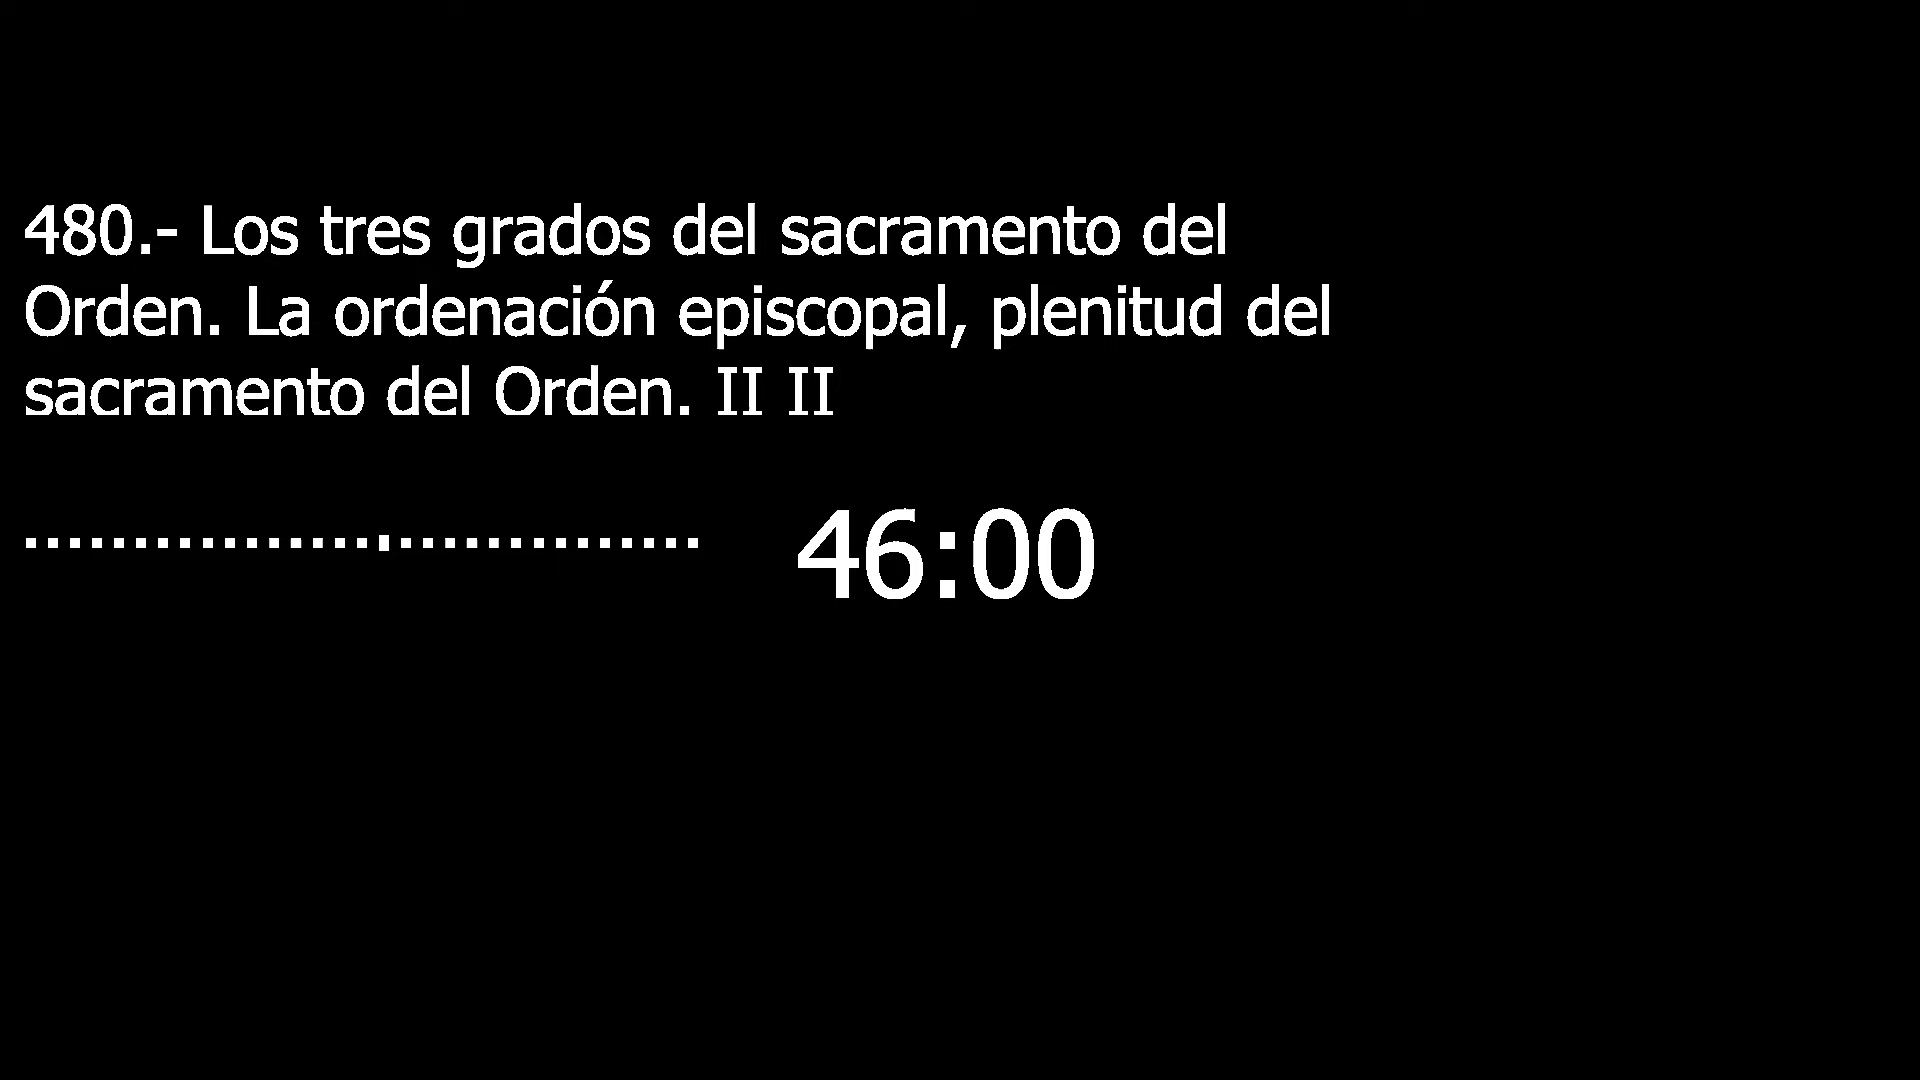 480.- Los tres grados del sacramento del
Orden. La ordenación episcopal, plenitud del
sacramento del Orden. II II
46:00